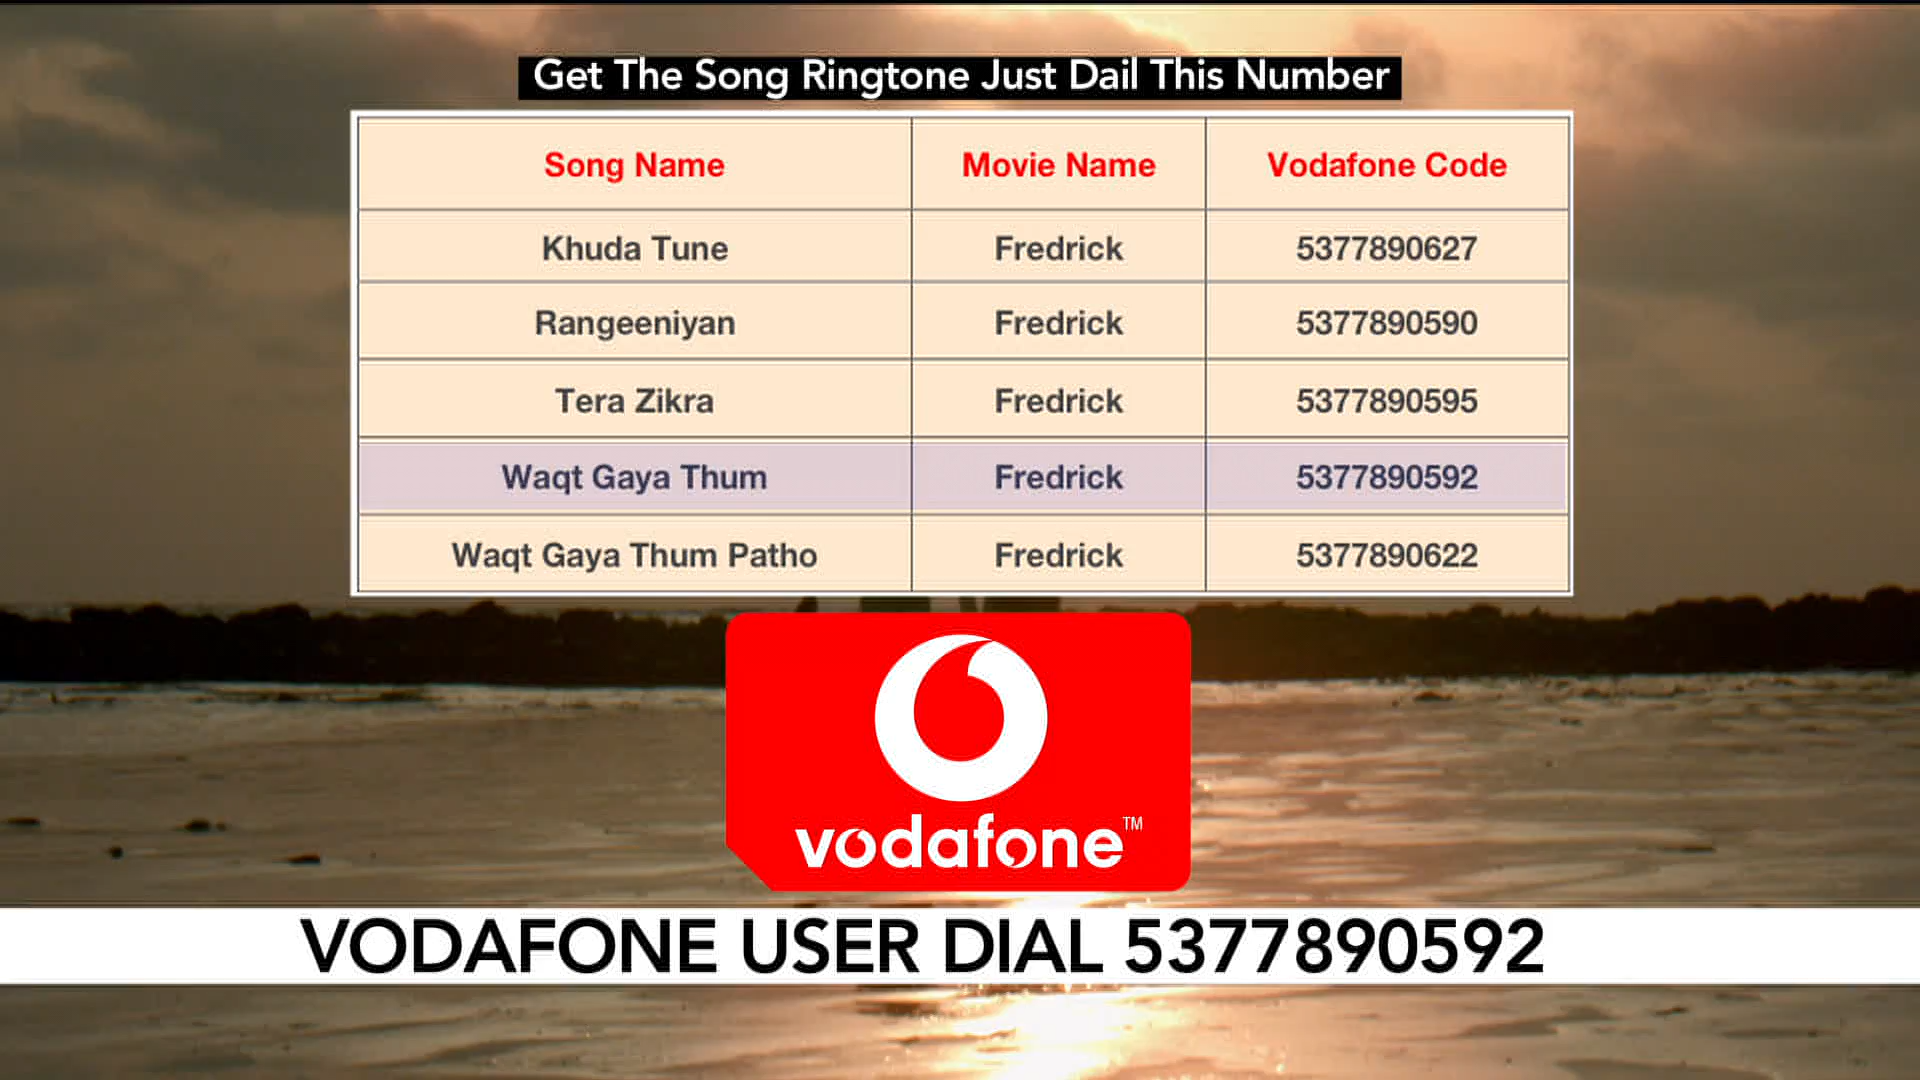 Get The Song Ringtone Just Dail This Number
Song Name Movie Name Vodafone Code
Khuda Tune Fredrick 5377890627
Rangeeniyan Fredrick 5377890590
Tera Zikra Fredrick 5377890595
Waqt Gaya Thum Fredrick 5377890592
Waqt Gaya Thum Patho Fredrick 5377890622
vodafone™
VODAFONE USER DIAL 5377890592